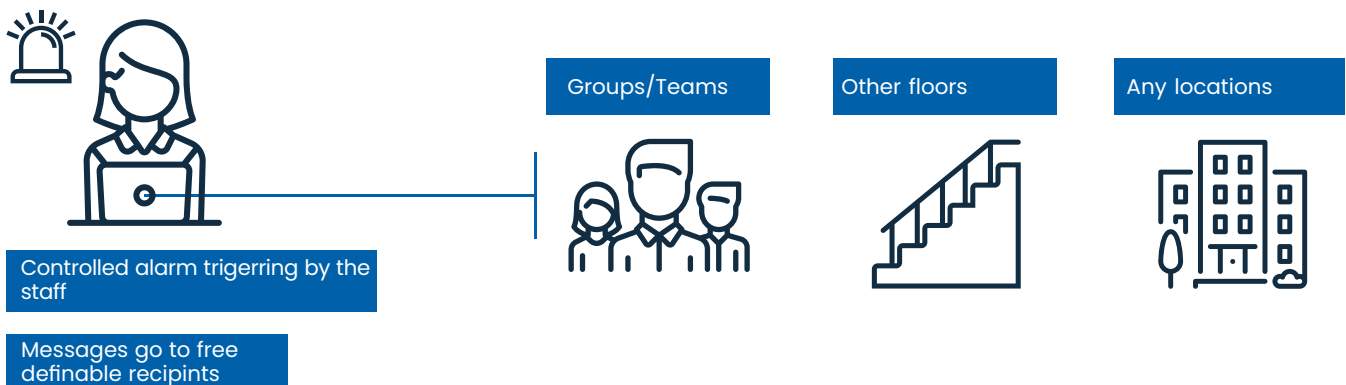 Groups/Teams
Other floors
Any locations
Controlled alarm trigerring by the
staff
Messages go to free
definable recipints